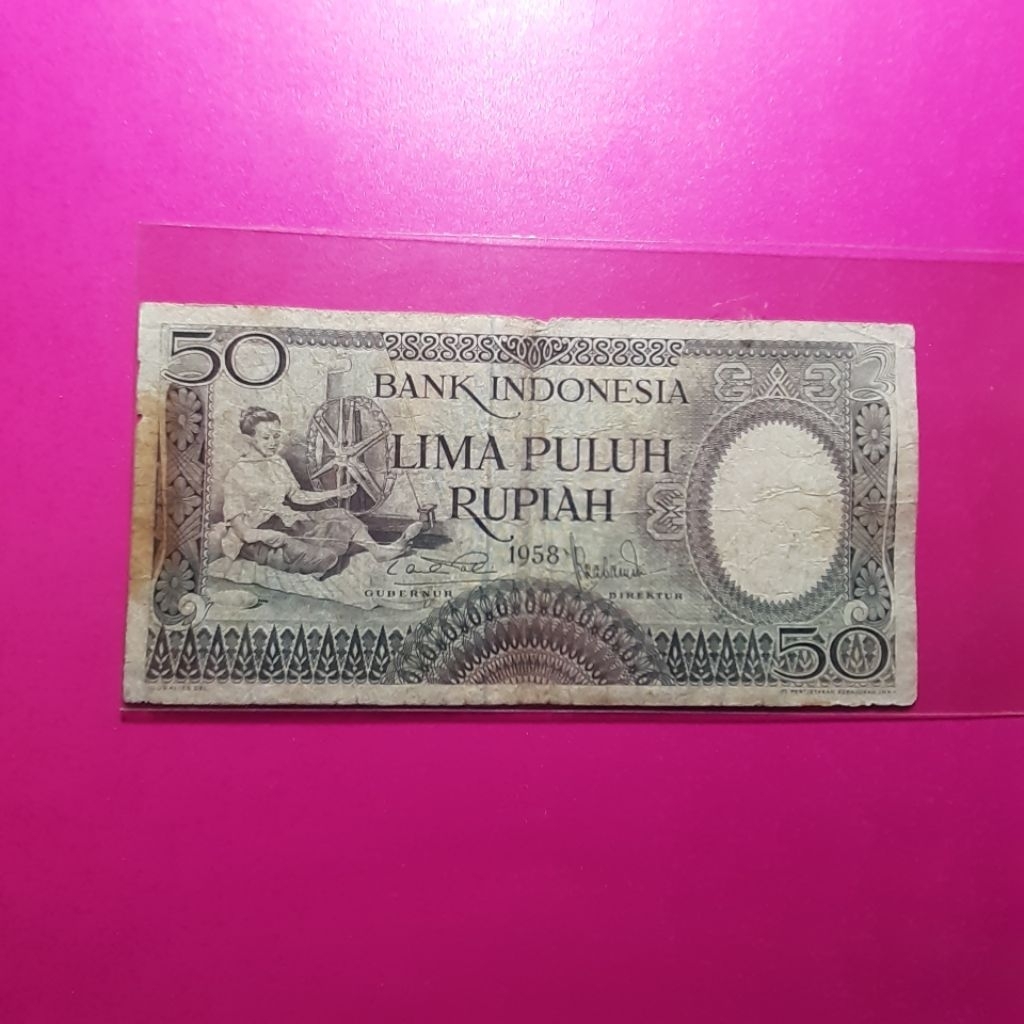 50
BANK INDONESIA
LIMA PULUH
RUPIAH
1958
GUBERNUR
DIREKTUR
50